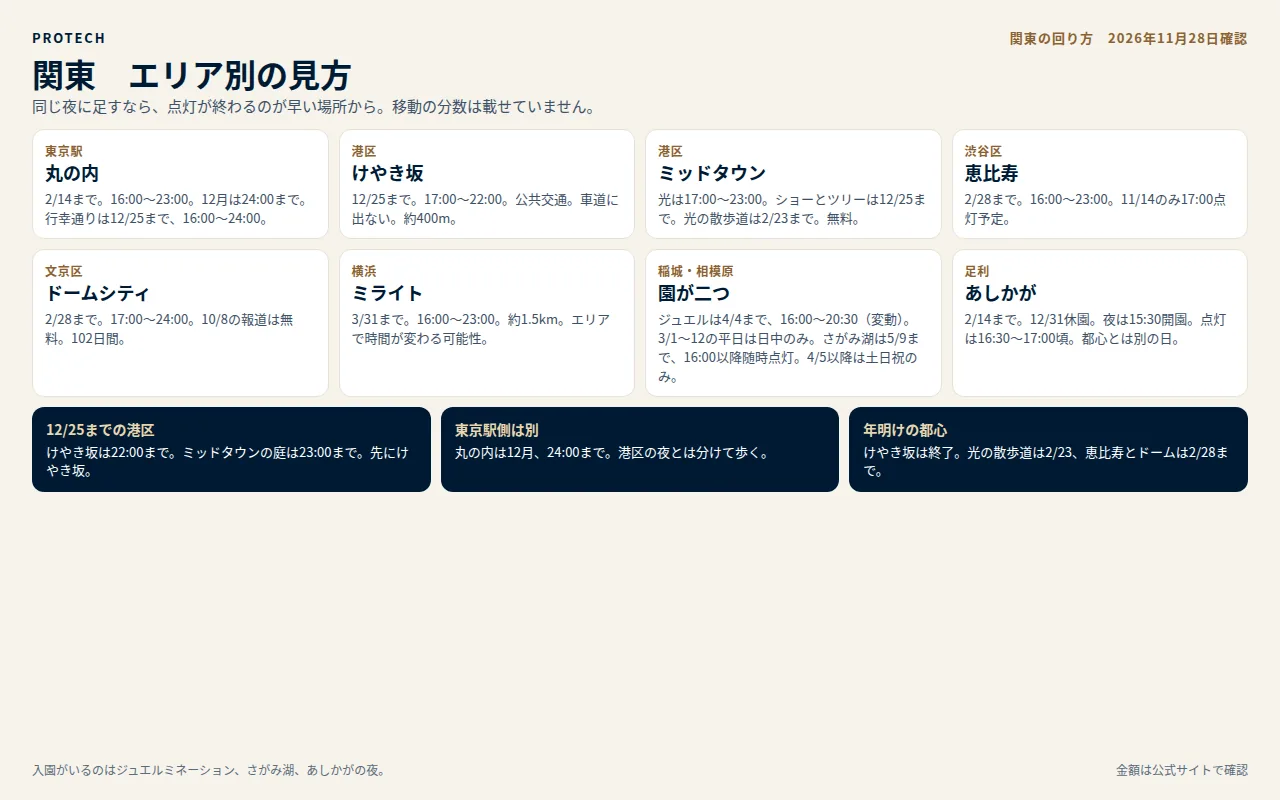 PROTECH
関東の回り方　2026年11月28日確認
関東　エリア別の見方
同じ夜に足すなら、点灯が終わるのが早い場所から。移動の分数は載せていません。
東京駅
丸の内
2/14まで。16:00〜23:00。12月は24:00まで。
行幸通りは12/25まで、16:00〜24:00。
港区
けやき坂
12/25まで。17:00〜22:00。公共交通。車道に
出ない。約400m。
港区
ミッドタウン
光は17:00〜23:00。ショーとツリーは12/25ま
で。光の散歩道は2/23まで。無料。
渋谷区
恵比寿
2/28まで。16:00〜23:00。11/14のみ17:00点
灯予定。
文京区
ドームシティ
2/28まで。17:00〜24:00。10/8の報道は無
料。102日間。
横浜
ミライト
3/31まで。16:00〜23:00。約1.5km。エリア
で時間が変わる可能性。
稲城・相模原
園が二つ
ジュエルは4/4まで、16:00〜20:30（変動）。
3/1〜12の平日は日中のみ。さがみ湖は5/9ま
で、16:00以降随時点灯。4/5以降は土日祝の
み。
足利
あしかが
2/14まで。12/31休園。夜は15:30開園。点灯
は16:30〜17:00頃。都心とは別の日。
12/25までの港区
けやき坂は22:00まで。ミッドタウンの庭は23:00まで。先にけ
やき坂。
東京駅側は別
丸の内は12月、24:00まで。港区の夜とは分けて歩く。
年明けの都心
けやき坂は終了。光の散歩道は2/23、恵比寿とドームは2/28ま
で。
入園がいるのはジュエルミネーション、さがみ湖、あしかがの夜。
金額は公式サイトで確認